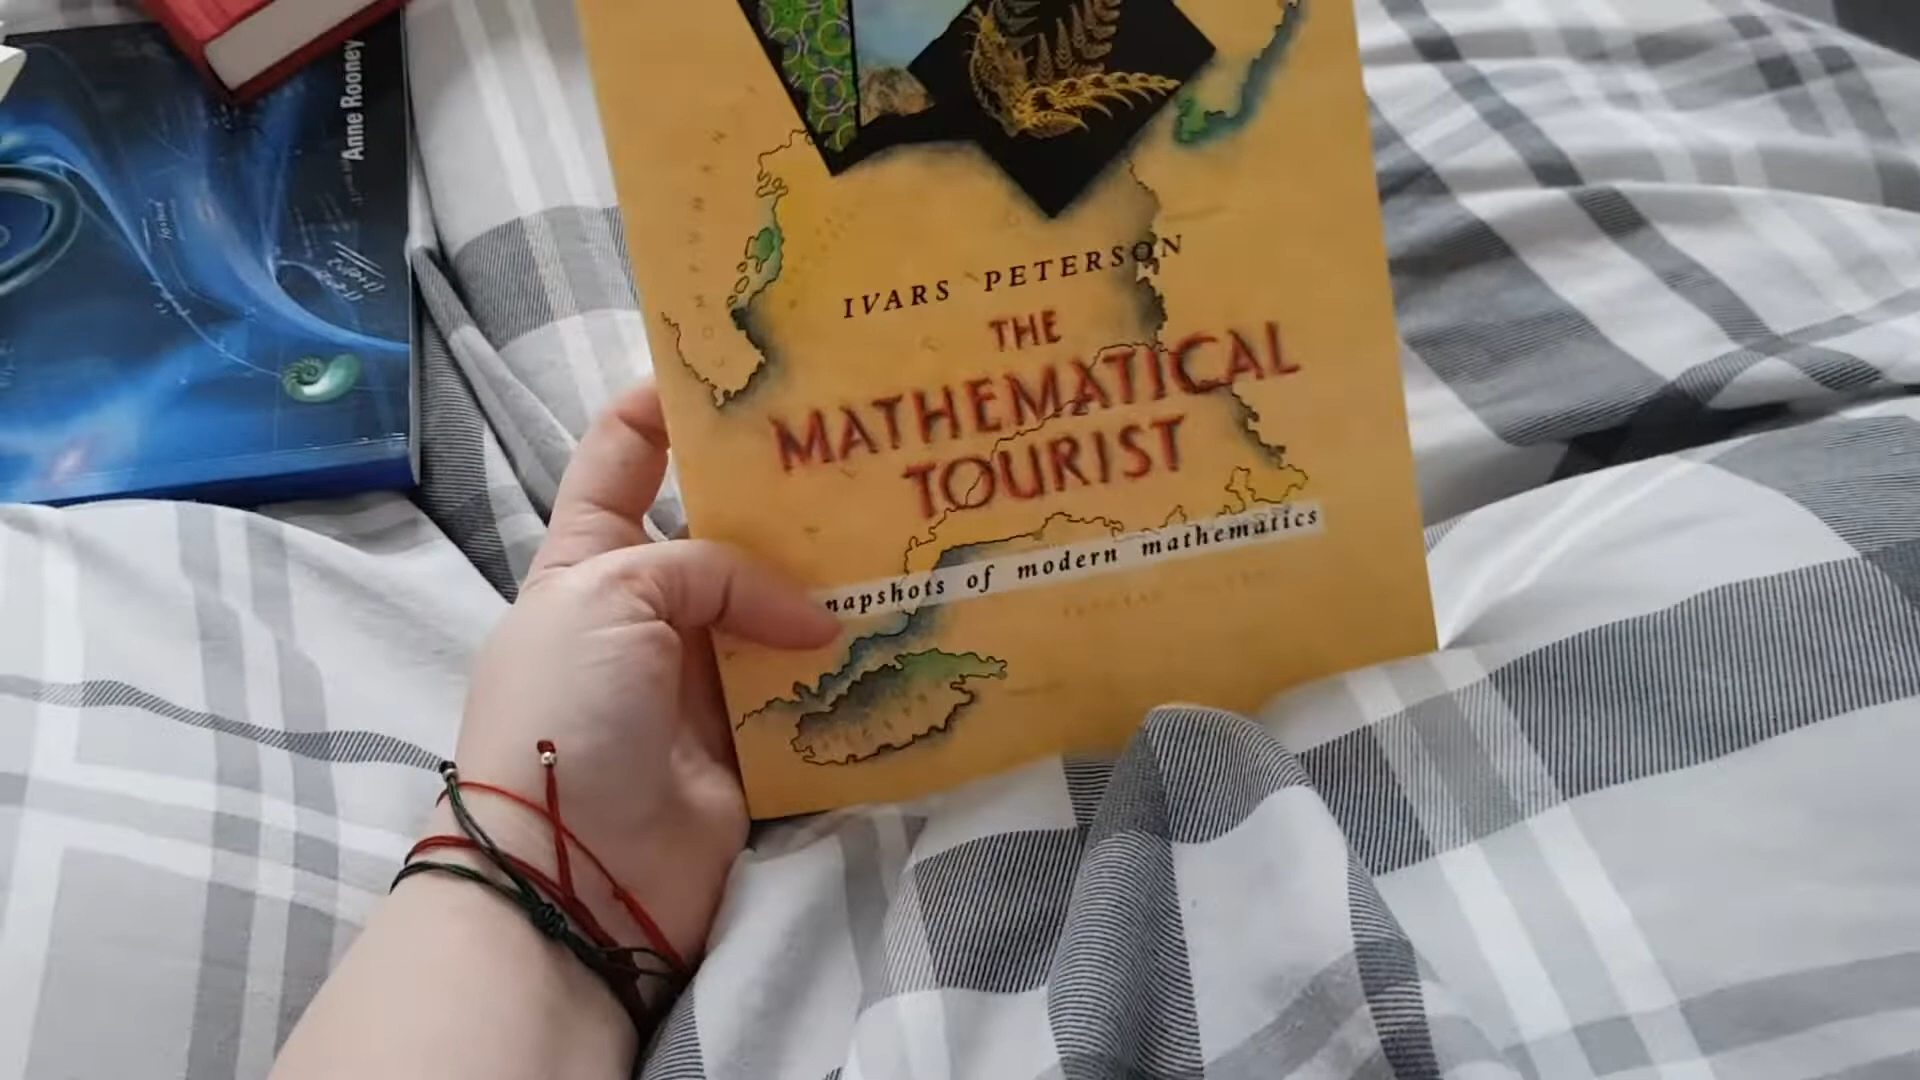 Anne Rooney
IVARS PETERSON
THE
MATHEMATICAL
TOURIST
napshots of modern mathematics